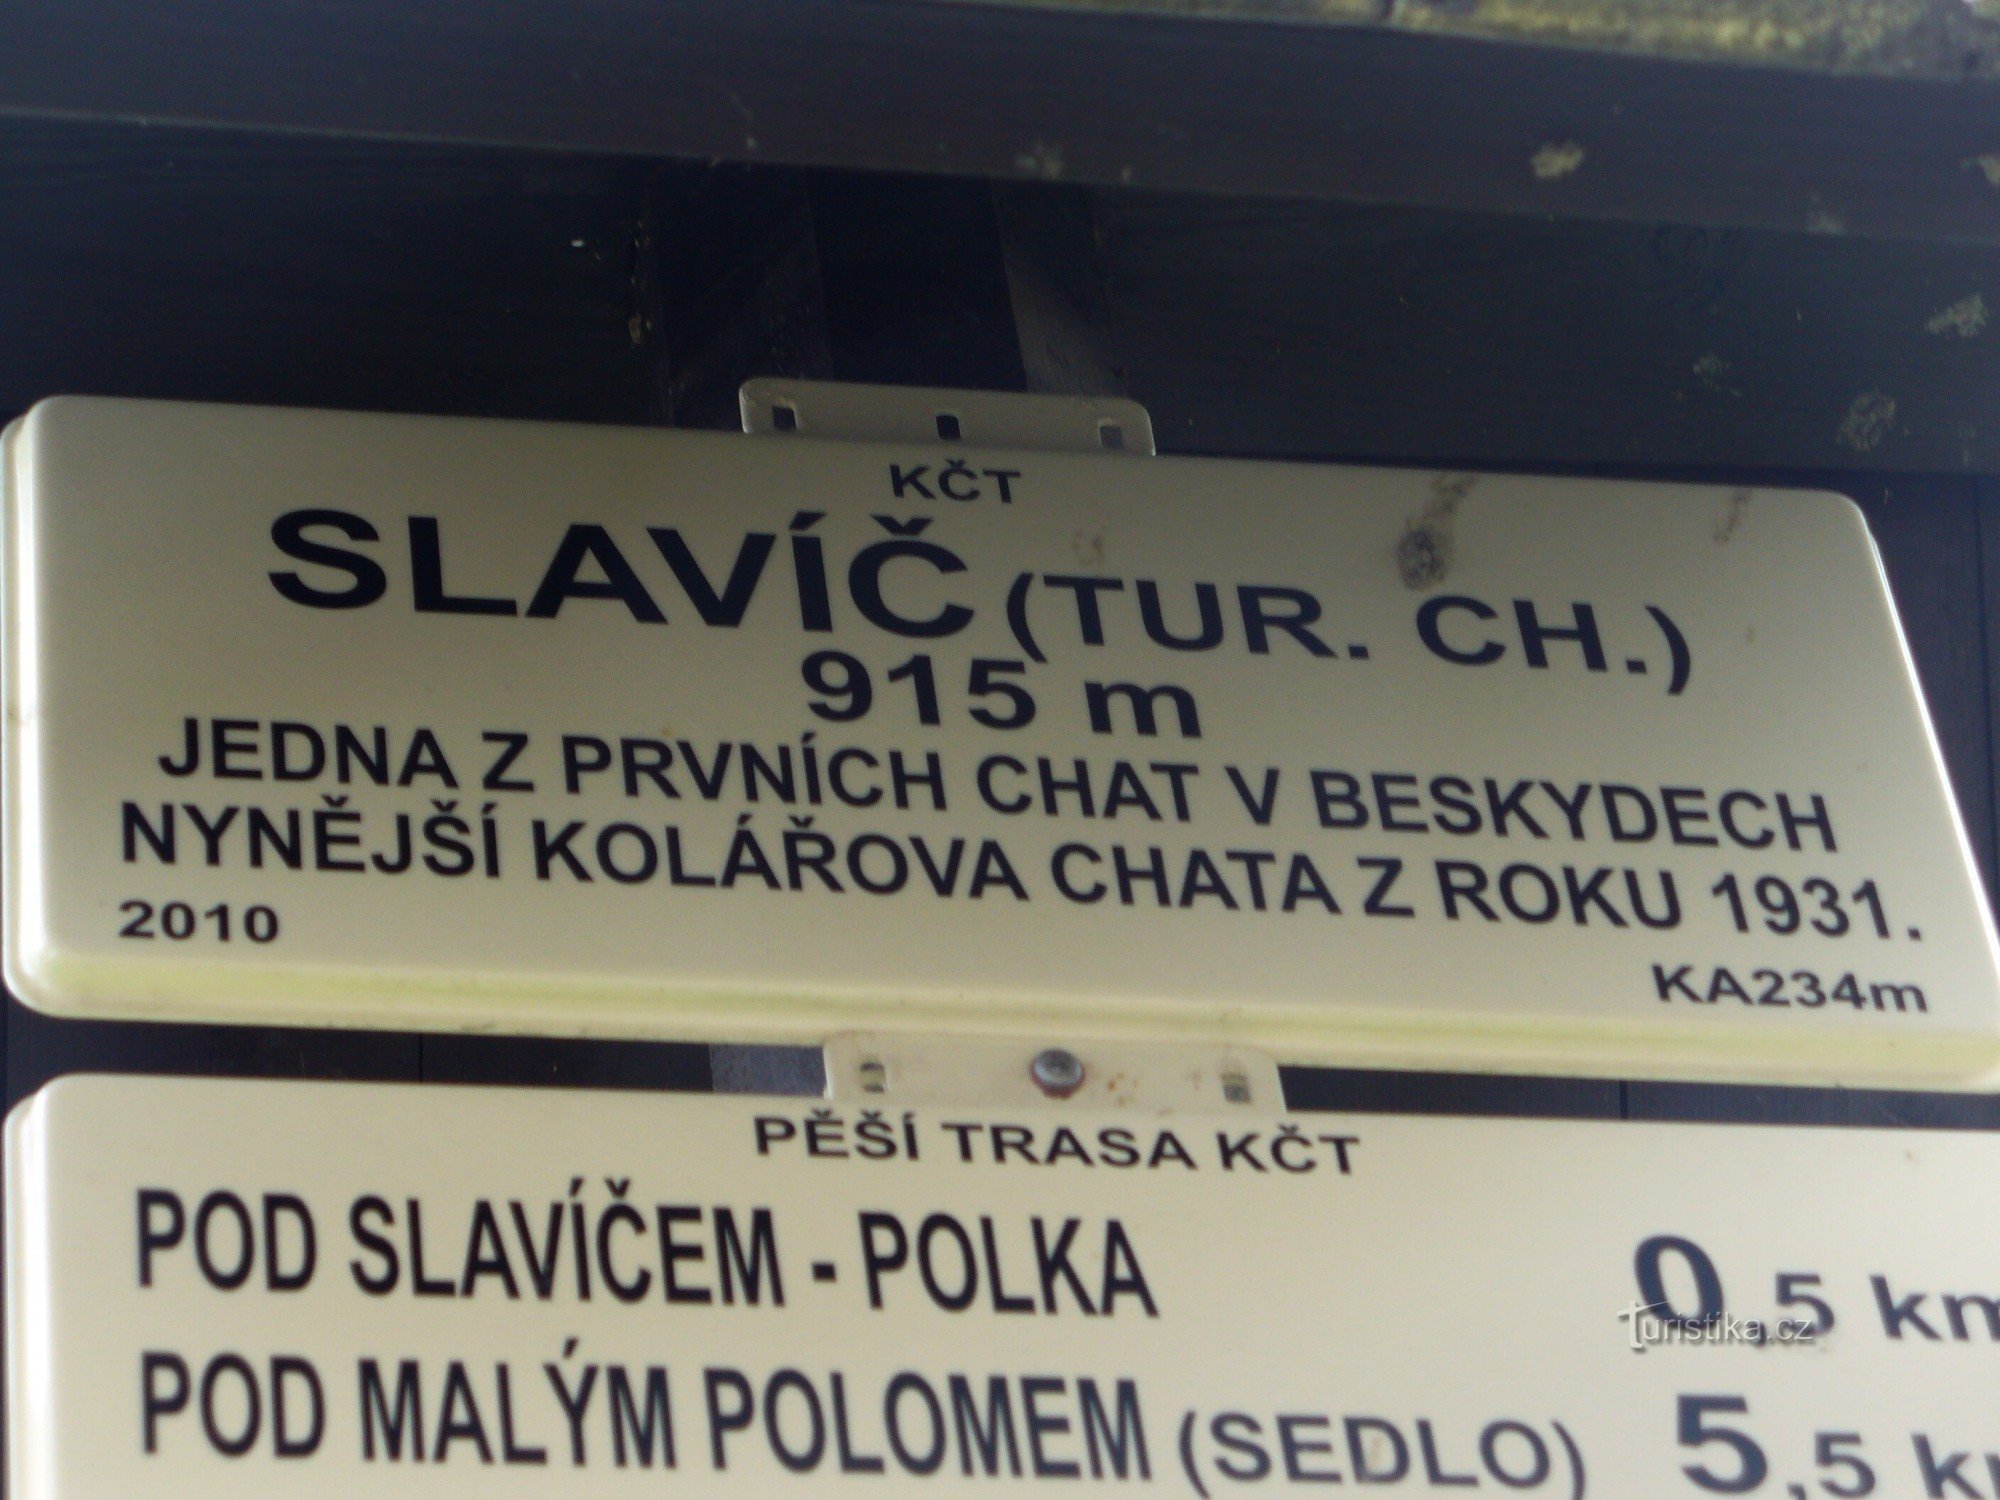 KČT
SLAVÍČ (TUR. CH.)
915 m
JEDNA Z PRVNÍCH CHAT V BESKYDECH
NYNĚJŠÍ KOLÁŘOVA CHATA Z ROKU 1931.
2010
KA234m
PĚŠÍ TRASA KČT
POD SLAVÍČEM - POLKA 0,5 km
POD MALÝM POLOMEM (SEDLO) 5,5 km
Turistika.cz